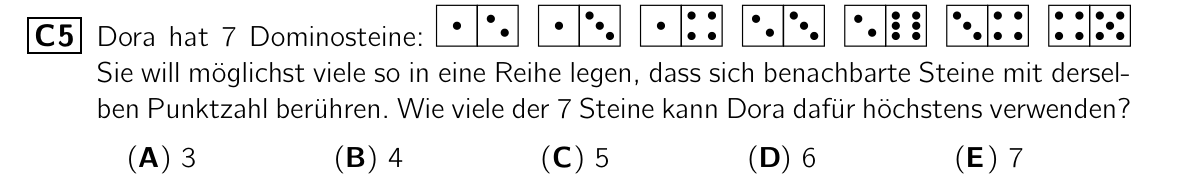 C5 Dora hat 7 Dominosteine:
Sie will möglichst viele so in eine Reihe legen, dass sich benachbarte Steine mit dersel-
ben Punktzahl berühren. Wie viele der 7 Steine kann Dora dafür höchstens verwenden?
(A) 3 (B) 4 (C) 5 (D) 6 (E) 7